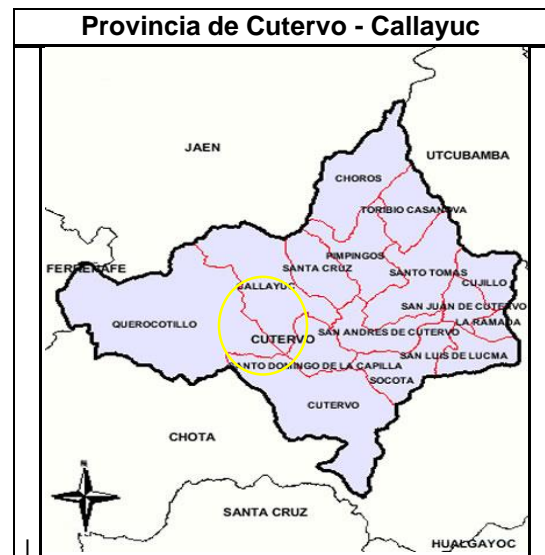 Provincia de Cutervo - Callayuc
JAEN
UTCUBAMBA
CHOROS
TORIBIO CASANOVA
PIMPINGOS
SANTA CRUZ
SANTO TOMAS
FERREÑAFE
CUJILLO
CALLAYUC
SAN JUAN DE CUTERVO
LA RAMADA
QUEROCOTILLO
SAN ANDRES DE CUTERVO
CUTERVO
SAN LUIS DE LUCMA
SANTO DOMINGO DE LA CAPILLA
SOCOTA
CUTERVO
CHOTA
SANTA CRUZ
HUALGAYOC